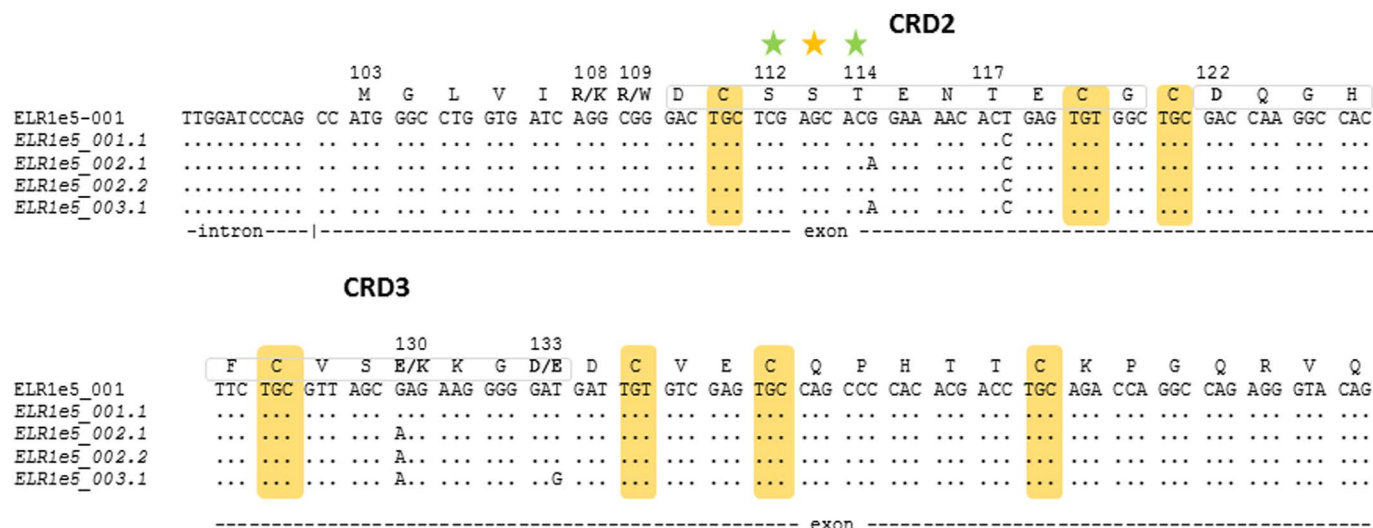 CRD2
112 114
103 108 109 117 122
M G L V I R/K R/W D C S S T E N T E C G C D Q G H
ELR1e5-001 TTGGATCCCAG CC ATG GGC CTG GTG ATC AGG CGG GAC TGC TCG AGC ACG GAA AAC ACT GAG TGT GGC TGC GAC CAA GGC CAC
ELR1e5_001.1 ........... .. ... ... ... ... ... ... ... ... ... ... ... ... ... ... ..C ... ... ... ... ... ... ... ...
ELR1e5_002.1 ........... .. ... ... ... ... ... ... ... ... ... ... ... ..A ... ... ..C ... ... ... ... ... ... ... ...
ELR1e5_002.2 ........... .. ... ... ... ... ... ... ... ... ... ... ... ... ... ... ..C ... ... ... ... ... ... ... ...
ELR1e5_003.1 ........... .. ... ... ... ... ... ... ... ... ... ... ... ..A ... ... ..C ... ... ... ... ... ... ... ...
-intron----|------------------------------------------ exon ----------------------------------------------
CRD3
130 133
F C V S E/K K G D/E D C V E C Q P H T T C K P G Q R V Q
ELR1e5_001 TTC TGC GTT AGC GAG AAG GGG GAT GAT TGT GTC GAG TGC CAG CCC CAC ACG ACC TGC AGA CCA GGC CAG AGG GTA CAG
ELR1e5_001.1 ... ... ... ... ... ... ... ... ... ... ... ... ... ... ... ... ... ... ... ... ... ... ... ... ... ...
ELR1e5_002.1 ... ... ... ... A.. ... ... ... ... ... ... ... ... ... ... ... ... ... ... ... ... ... ... ... ... ...
ELR1e5_002.2 ... ... ... ... A.. ... ... ... ... ... ... ... ... ... ... ... ... ... ... ... ... ... ... ... ... ...
ELR1e5_003.1 ... ... ... ... A.. ... ... ..G ... ... ... ... ... ... ... ... ... ... ... ... ... ... ... ... ... ...
---------------------------------------------------- exon ---------------------------------------------